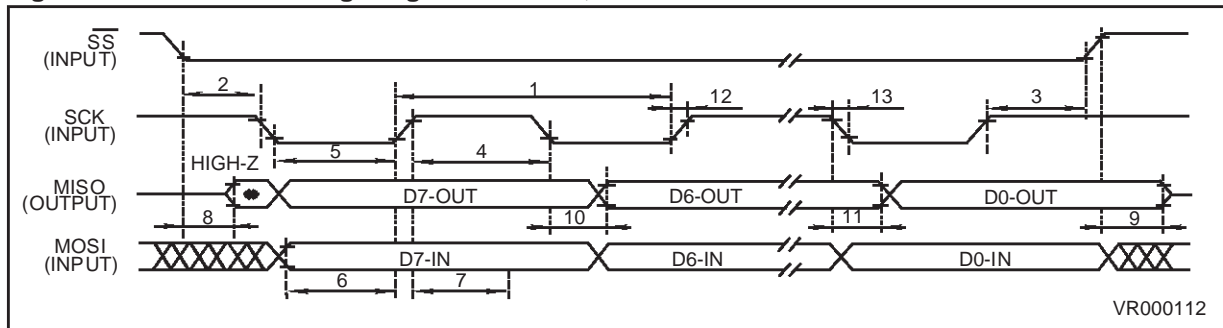 SS
(INPUT)
2
1
12
13
3
SCK
(INPUT)
5
4
HIGH-Z
MISO
(OUTPUT)
D7-OUT
D6-OUT
D0-OUT
8
10
11
9
MOSI
(INPUT)
D7-IN
D6-IN
D0-IN
6
7
VR000112